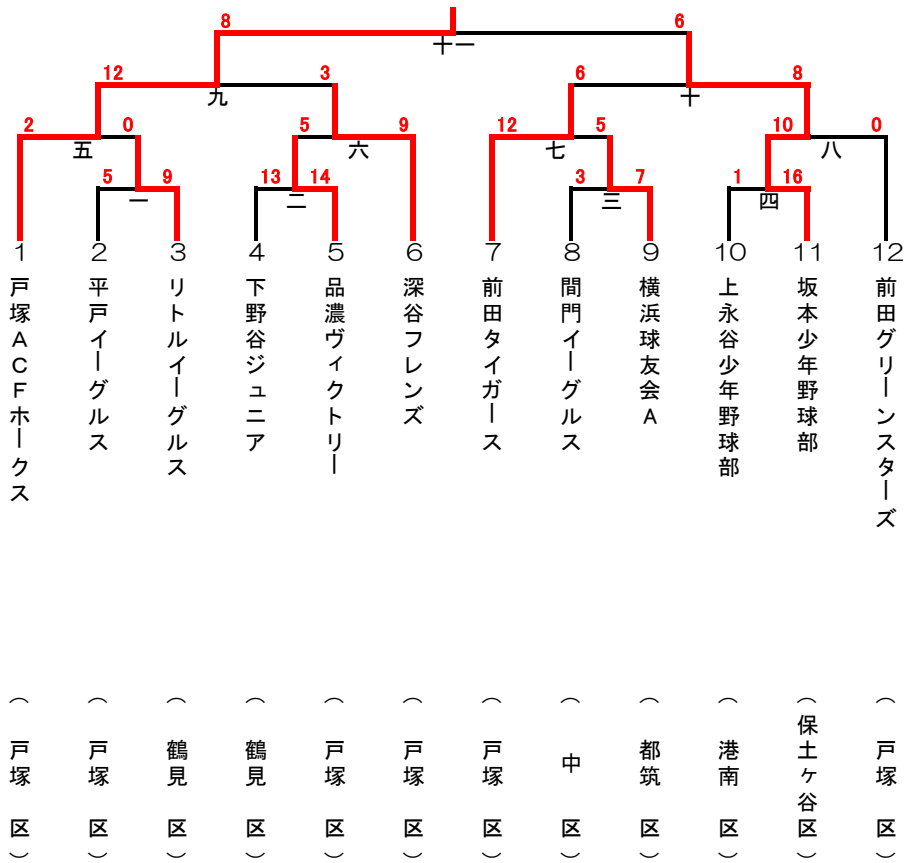 8 6
十一
12 3 6 8
九 十
2 0 5 9 12 5 10 0
五 六 七 八
5 9 13 14 3 7 1 16
一 二 三 四
1 2 3 4 5 6 7 8 9 10 11 12
戸塚ACFホークス
平戸イーグルス
リトルイーグルス
下野谷ジュニア
品濃ヴィクトリー
深谷フレンズ
前田タイガース
間門イーグルス
横浜球友会A
上永谷少年野球部
坂本少年野球部
前田グリーンスターズ
(戸塚区)
(戸塚区)
(鶴見区)
(鶴見区)
(戸塚区)
(戸塚区)
(戸塚区)
(中区)
(都筑区)
(港南区)
(保土ヶ谷区)
(戸塚区)